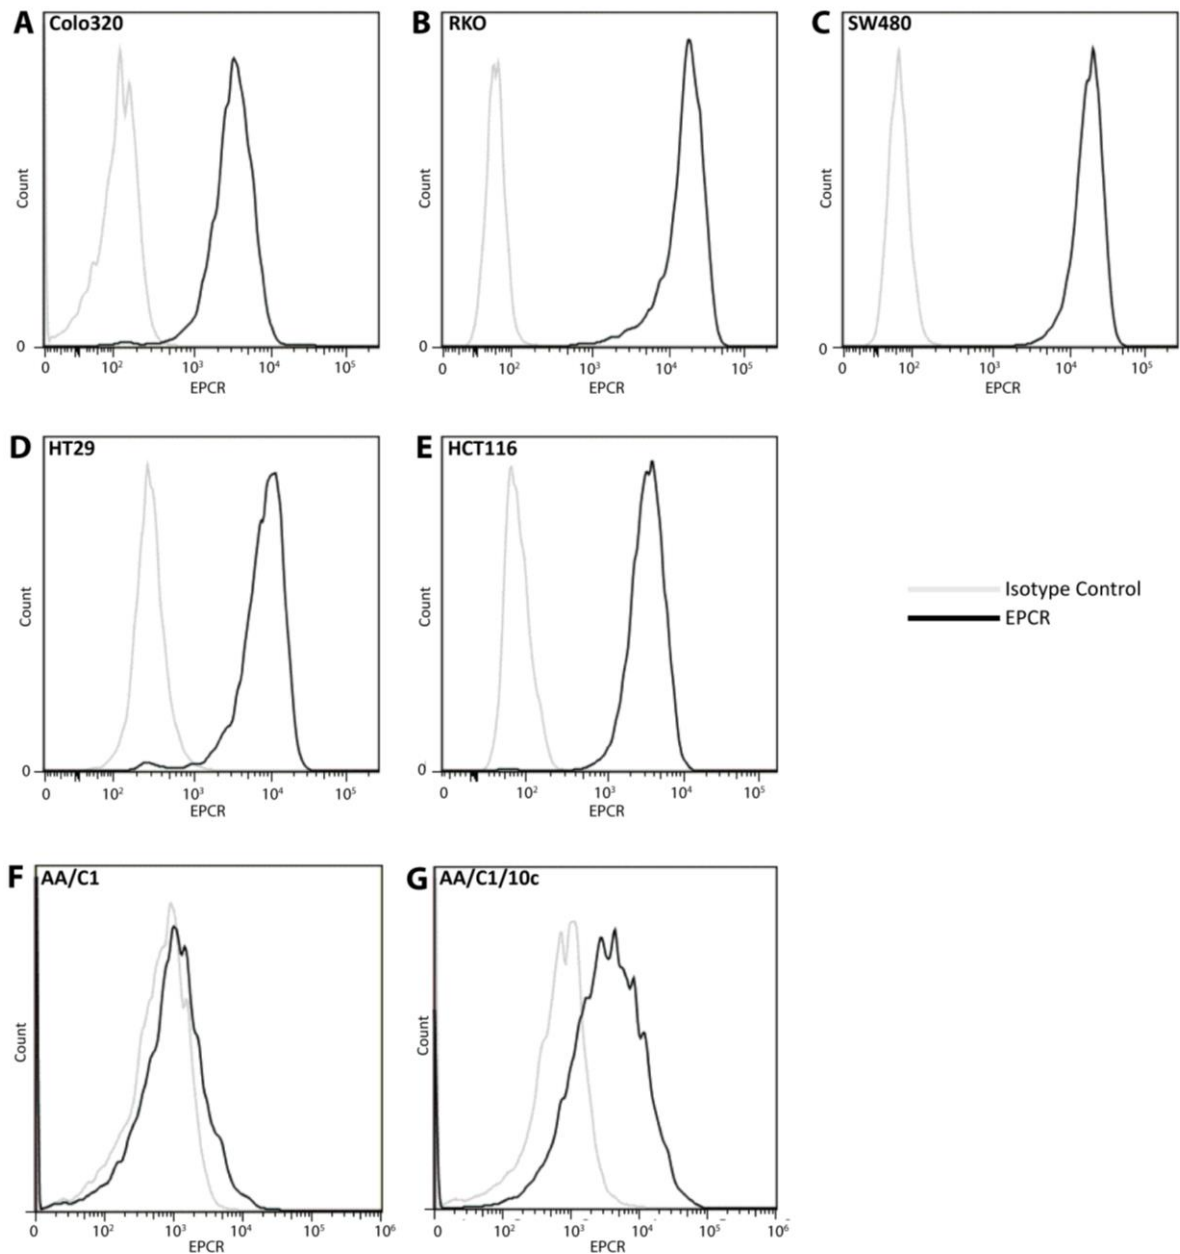 A Colo320
Count
0
0 10² 10³ 10⁴ 10⁵
EPCR
B RKO
Count
0
0 10² 10³ 10⁴ 10⁵
EPCR
C SW480
Count
0
0 10² 10³ 10⁴ 10⁵
EPCR
D HT29
Count
0
0 10² 10³ 10⁴ 10⁵
EPCR
E HCT116
Count
0
0 10² 10³ 10⁴ 10⁵
EPCR
Isotype Control
EPCR
F AA/C1
Count
0 10² 10³ 10⁴ 10⁵ 10⁶
EPCR
G AA/C1/10c
Count
0 10² 10³ 10⁴ 10⁵ 10⁶
EPCR